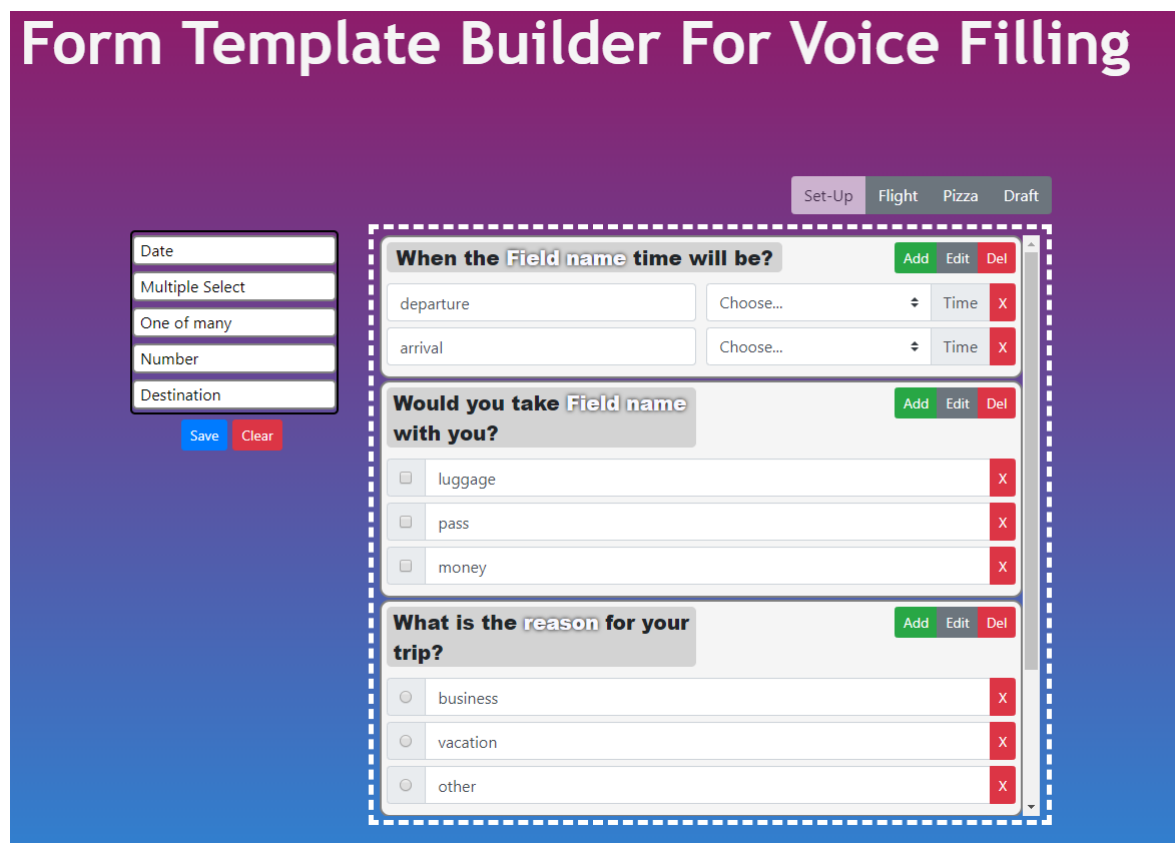 Form Template Builder For Voice Filling
Set-Up Flight Pizza Draft
Date
Multiple Select
One of many
Number
Destination
Save Clear
When the Field name time will be? Add Edit Del
departure Choose... Time X
arrival Choose... Time X
Would you take Field name
with you?
Add Edit Del
luggage X
pass X
money X
What is the reason for your
trip?
Add Edit Del
business X
vacation X
other X